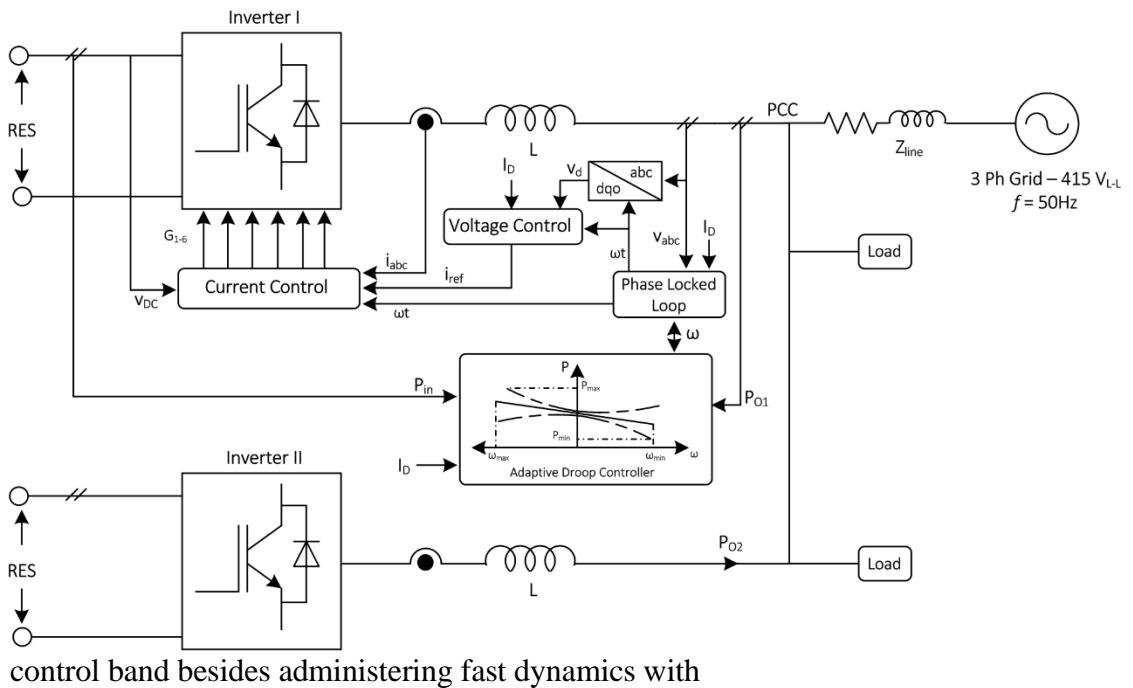 Inverter I
RES
PCC
L
Z_line
3 Ph Grid – 415 V_L-L
f = 50Hz
I_D
v_d
abc
dqo
Voltage Control
G_1-6
i_abc
i_ref
ωt
v_abc
I_D
Load
Current Control
Phase Locked Loop
v_DC
ωt
ω
P_in
P
P_max
P_min
ω_max
ω_min
ω
Adaptive Droop Controller
P_O1
I_D
Inverter II
RES
L
P_O2
Load
control band besides administering fast dynamics with